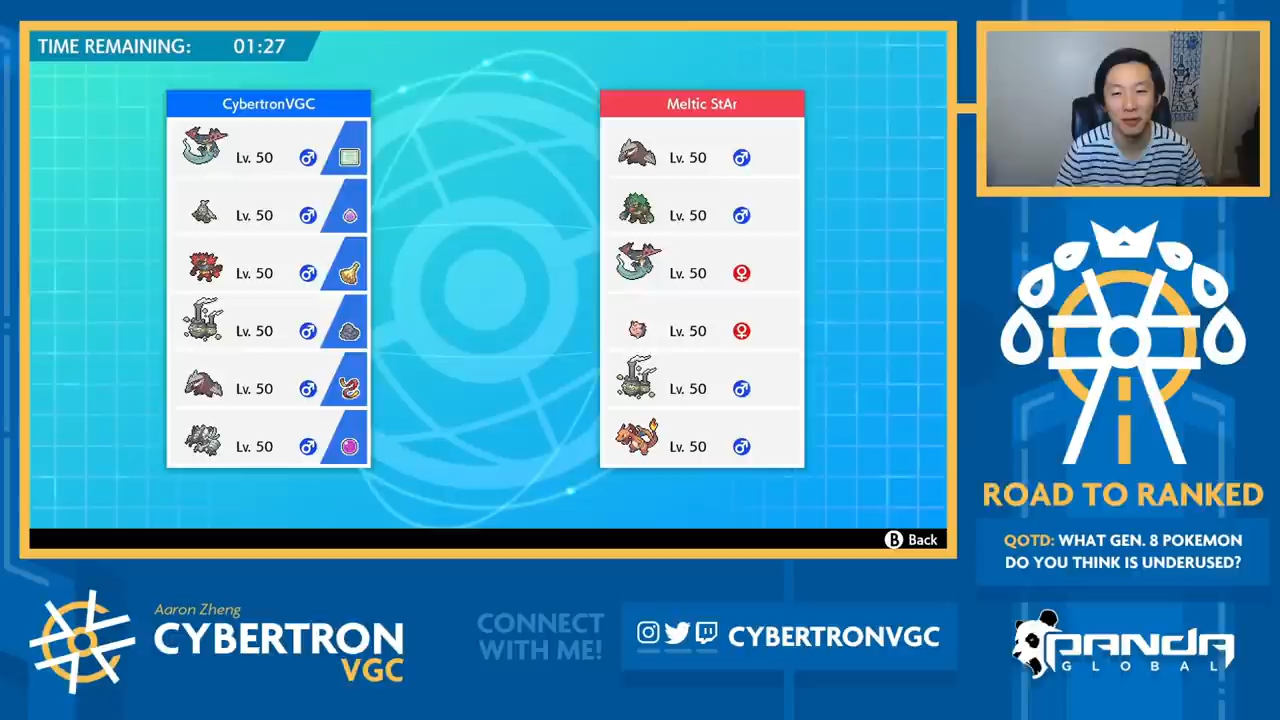 TIME REMAINING: 01:27
CybertronVGC
Lv. 50
Lv. 50
Lv. 50
Lv. 50
Lv. 50
Lv. 50
Meltic StAr
Lv. 50
Lv. 50
Lv. 50
Lv. 50
Lv. 50
Lv. 50
B Back
ROAD TO RANKED
QOTD: WHAT GEN. 8 POKEMON
DO YOU THINK IS UNDERUSED?
Aaron Zheng
CYBERTRON
VGC
CONNECT
WITH ME!
CYBERTRONVGC
PANDA
GLOBAL